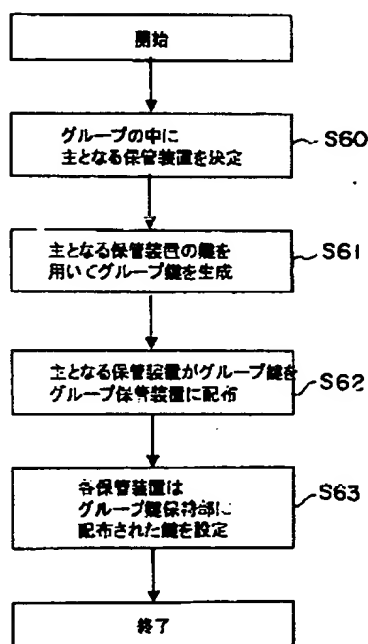 開始
グループの中に
主となる保管装置を決定
S60
主となる保管装置の鍵を
用いてグループ鍵を生成
S61
主となる保管装置がグループ鍵を
グループ保管装置に配布
S62
各保管装置は
グループ鍵保持部に
配布された鍵を設定
S63
終了